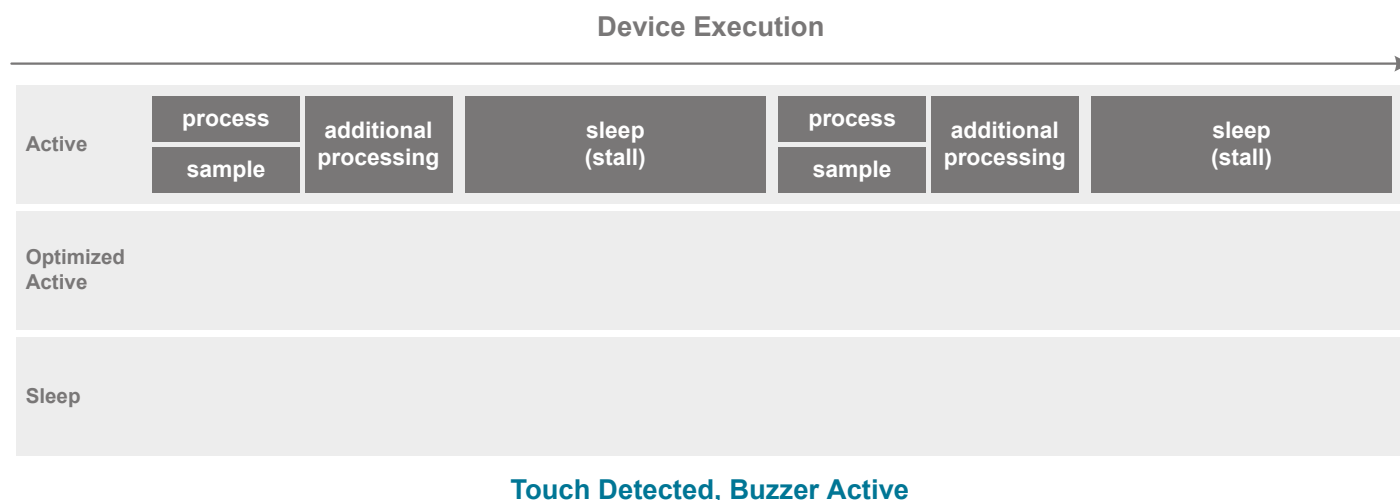 Device Execution
Active
process
sample
additional
processing
sleep
(stall)
process
sample
additional
processing
sleep
(stall)
Optimized
Active
Sleep
Touch Detected, Buzzer Active